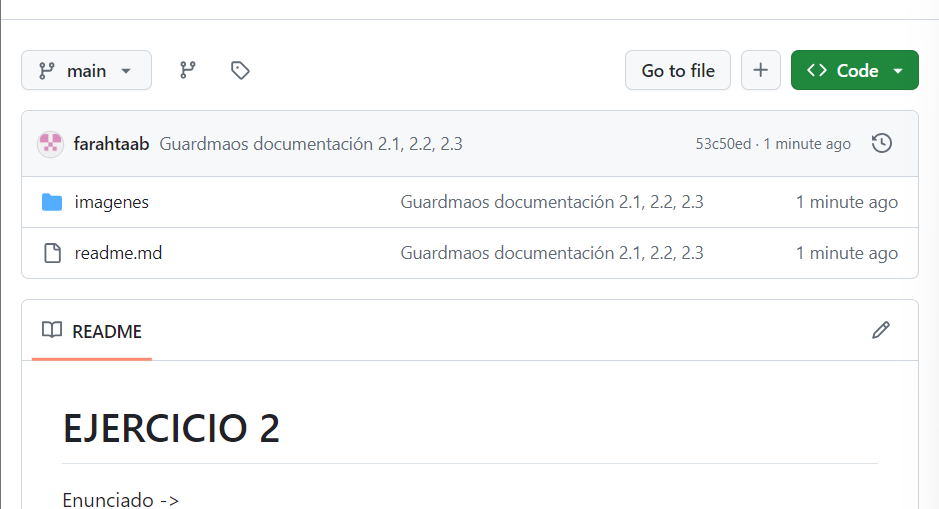 main
Go to file
Code
farahtaab Guardmaos documentación 2.1, 2.2, 2.3 53c50ed · 1 minute ago
imagenes Guardmaos documentación 2.1, 2.2, 2.3 1 minute ago
readme.md Guardmaos documentación 2.1, 2.2, 2.3 1 minute ago
README
EJERCICIO 2
Enunciado ->